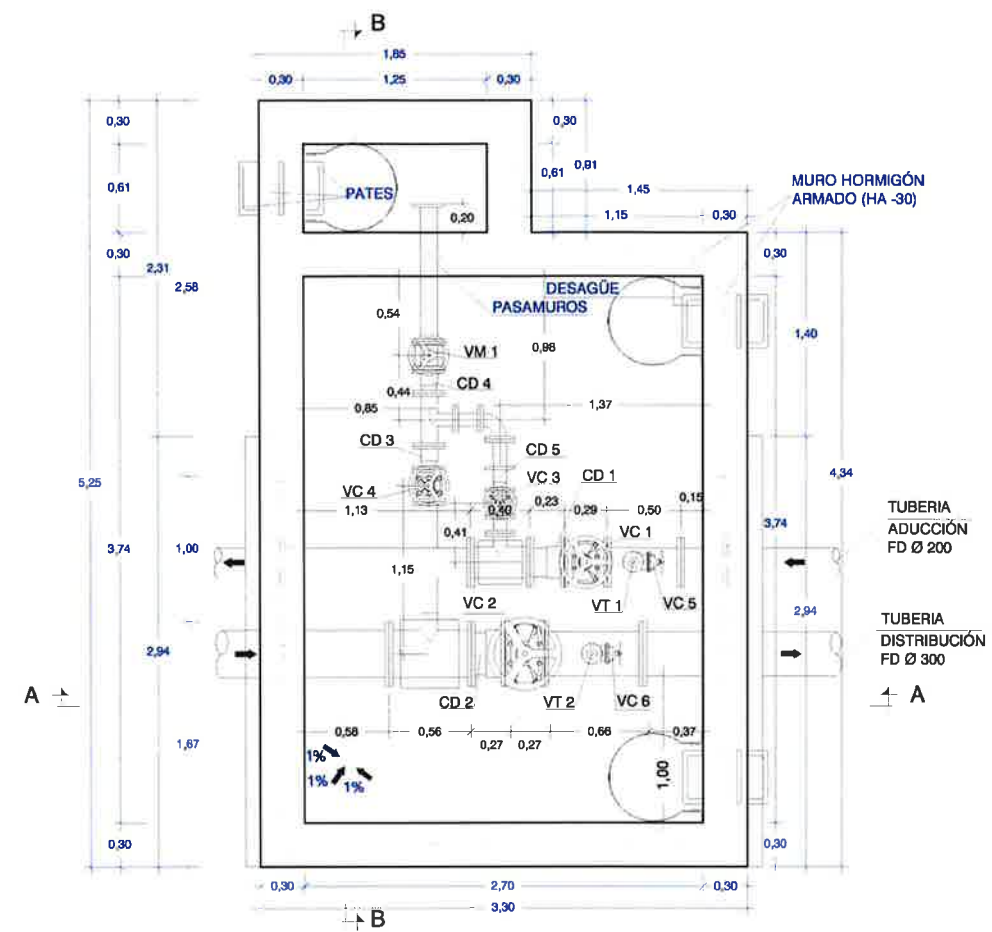 B
1,85
0,30
1,25
0,30
0,30
0,30
0,61
0,61
0,91
PATES
1,45
MURO HORMIGÓN
ARMADO (HA -30)
0,20
1,15
0,30
0,30
2,31
0,30
2,58
DESAGÜE
PASAMUROS
0,54
0,98
1,40
VM 1
CD 4
0,44
0,85
1,37
CD 3
CD 5
5,25
4,34
VC 4
VC 3
CD 1
1,13
0,40
0,23
0,29
0,50
0,15
TUBERIA
ADUCCIÓN
FD Ø 200
3,74
0,41
VC 1
3,74
1,00
1,15
VC 2
VT 1
VC 5
2,94
TUBERIA
DISTRIBUCIÓN
FD Ø 300
2,94
A
CD 2
VT 2
VC 6
A
0,58
0,56
0,27
0,27
0,66
0,37
1,67
1%
1%
1%
1,00
0,30
0,30
0,30
2,70
0,30
3,30
B